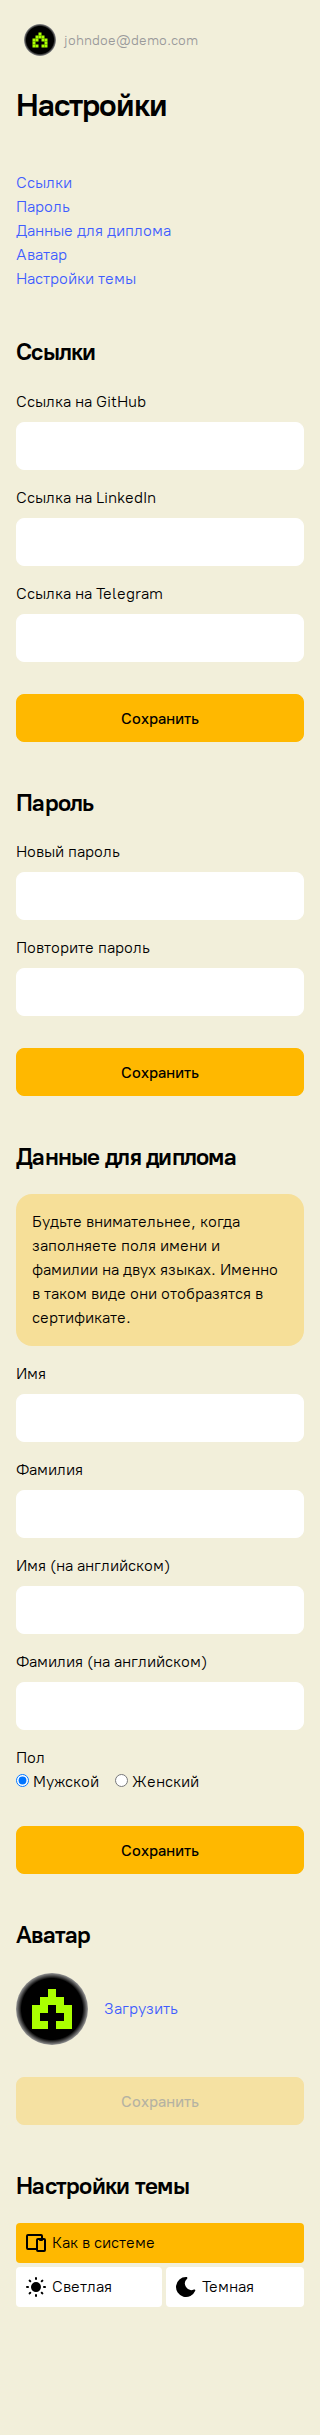 johndoe@demo.com
Настройки
Ссылки
Пароль
Данные для диплома
Аватар
Настройки темы
Ссылки
Ссылка на GitHub
Ссылка на LinkedIn
Ссылка на Telegram
Сохранить
Пароль
Новый пароль
Повторите пароль
Сохранить
Данные для диплома
Будьте внимательнее, когда
заполняете поля имени и
фамилии на двух языках. Именно
в таком виде они отобразятся в
сертификате.
Имя
Фамилия
Имя (на английском)
Фамилия (на английском)
Пол
Мужской Женский
Сохранить
Аватар
Загрузить
Сохранить
Настройки темы
Как в системе
Светлая Темная